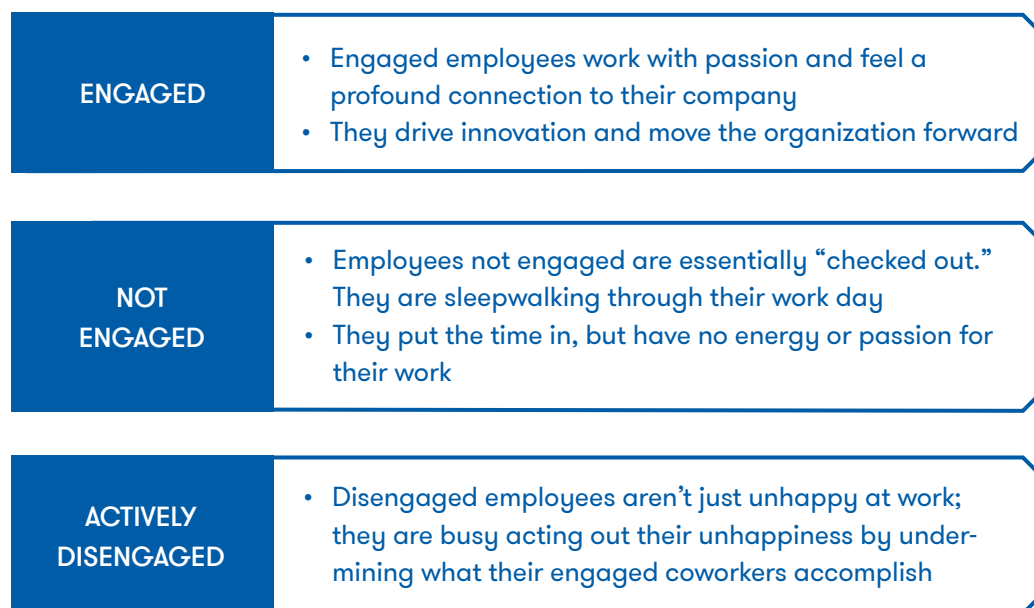 ENGAGED
• Engaged employees work with passion and feel a
profound connection to their company
• They drive innovation and move the organization forward
NOT
ENGAGED
• Employees not engaged are essentially “checked out.”
They are sleepwalking through their work day
• They put the time in, but have no energy or passion for
their work
ACTIVELY
DISENGAGED
• Disengaged employees aren’t just unhappy at work;
they are busy acting out their unhappiness by under-
mining what their engaged coworkers accomplish